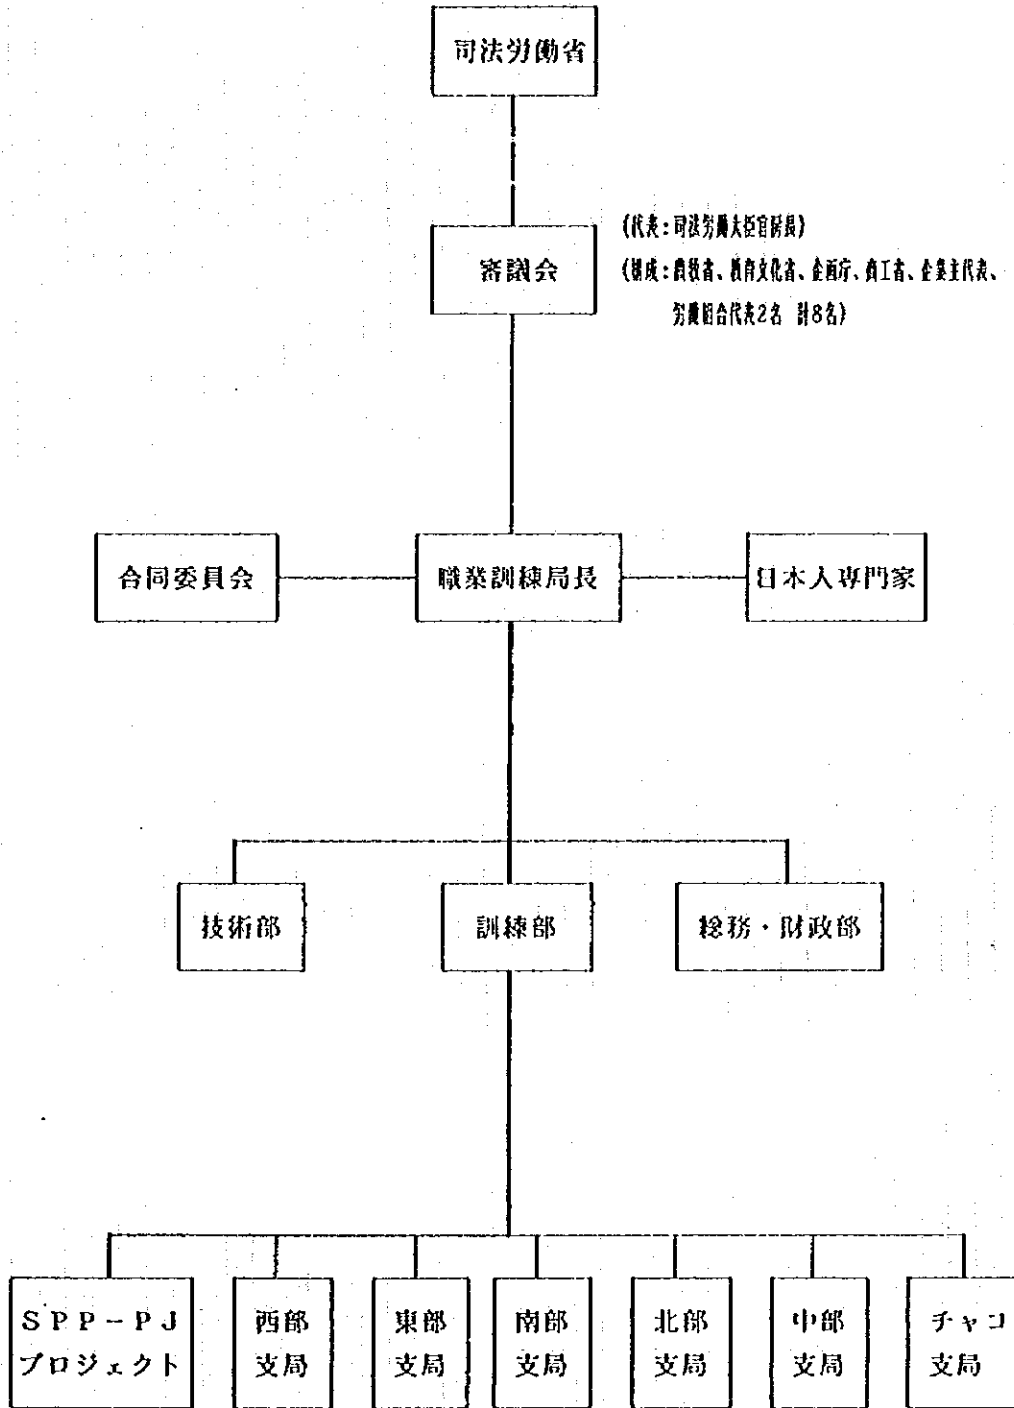 司法労働省
(代表：司法労働大臣官房長)
審議会
(構成：農牧省、教育文化省、企画庁、商工省、企業主代表、
労働組合代表2名 計8名)
合同委員会
職業訓練局長
日本人専門家
技術部
訓練部
総務・財政部
SPP-PJ
プロジェクト
西部
支局
東部
支局
南部
支局
北部
支局
中部
支局
チャコ
支局